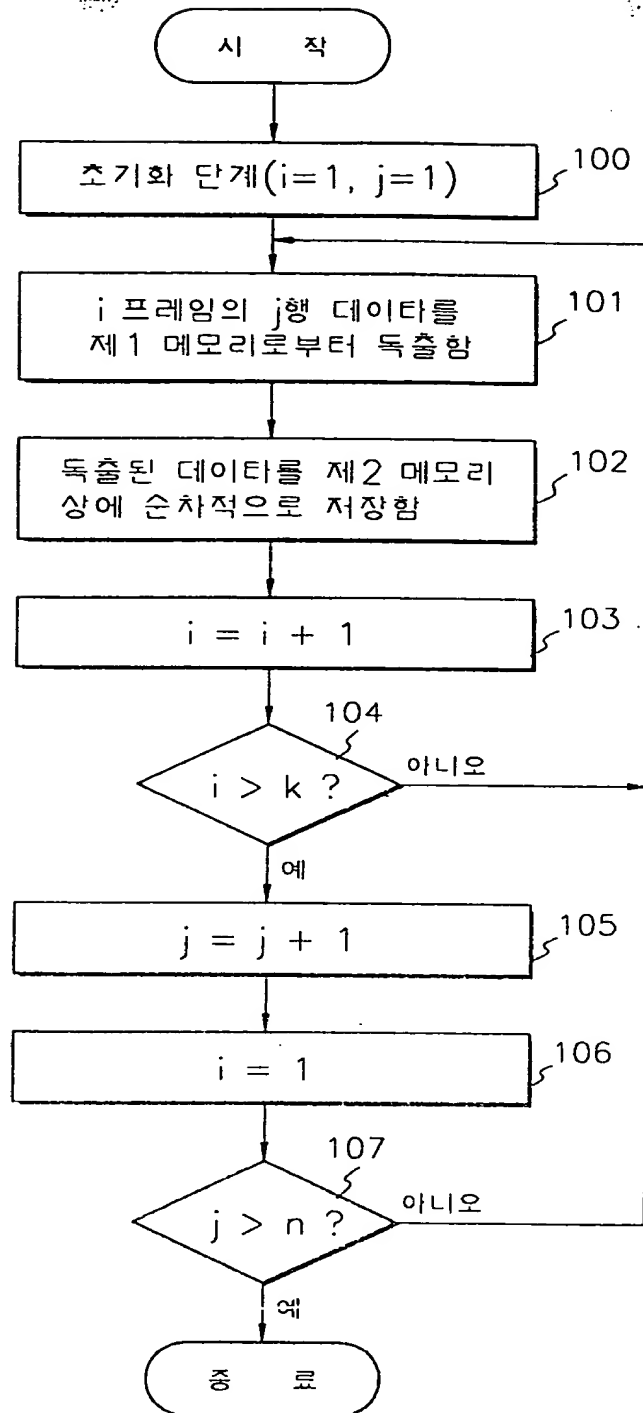 시 작
초기화 단계(i=1, j=1)
100
i 프레임의 j행 데이타를
제1 메모리로부터 독출함
101
독출된 데이타를 제2 메모리
상에 순차적으로 저장함
102
i = i + 1
103
104
i > k ?
아니오
예
j = j + 1
105
i = 1
106
107
j > n ?
아니오
예
종 료